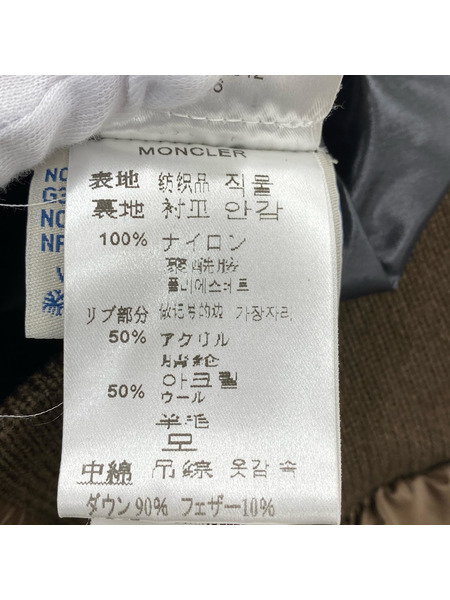 MONCLER
表地 纺织品 직물
裏地 衬里 안감
100% ナイロン
聚酰胺
폴리에스테르
リブ部分 做记号的边 가장자리
50% アクリル
腈纶
아크릴
50% ウール
羊毛
모
中綿 吊綜 옷감 속
ダウン90% フェザー10%